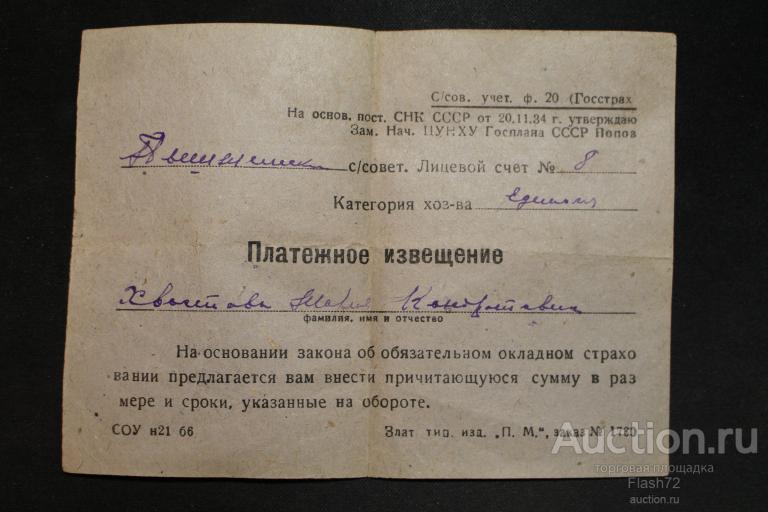 С/сов. учет. ф. 20 (Госстрах
На основ. пост. СНК СССР от 20.11.34 г. утверждаю
Зам. Нач. ЦУНХУ Госплана СССР Попов
с/совет. Лицевой счет № 8
Категория хоз-ва
Платежное извещение
Хвостова Мария
фамилия, имя и отчество
На основании закона об обязательном окладном страхо
вании предлагается вам внести причитающуюся сумму в раз
мере и сроки, указанные на обороте.
СОУ н21 66 Злат. тип. изд. „П. М.“, заказ № 1780
Auction.ru
торговая площадка
Flash72
auction.ru